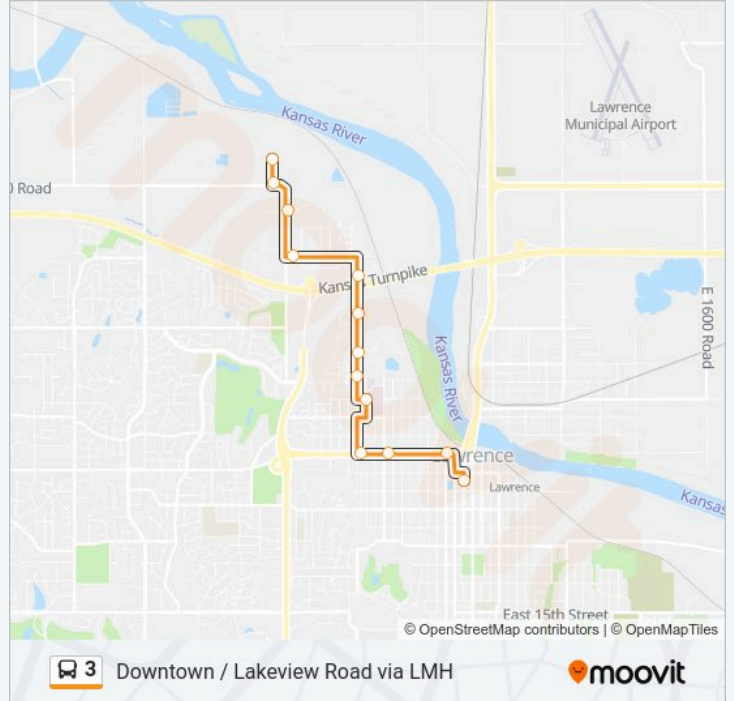 Kansas River
Lawrence
Municipal Airport
0 Road
Kansas Turnpike
E 1600 Road
Kansas River
Lawrence
Lawrence
Kansas
East 15th Street
© OpenStreetMap contributors | © OpenMapTiles
3 Downtown / Lakeview Road via LMH
moovit